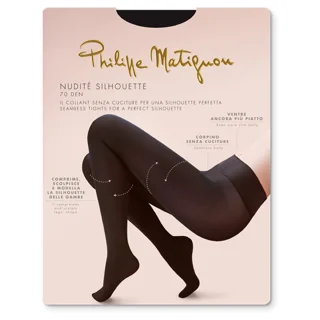 Philippe Matignon
NUDITÉ SILHOUETTE
70 DEN
IL COLLANT SENZA CUCITURE PER UNA SILHOUETTE PERFETTA
SEAMLESS TIGHTS FOR A PERFECT SILHOUETTE
VENTRE
ANCORA PIÙ PIATTO
CORPINO
SENZA CUCITURE
COMPRIME,
SCOLPISCE
E MODELLA
LA SILHOUETTE
DELLE GAMBE